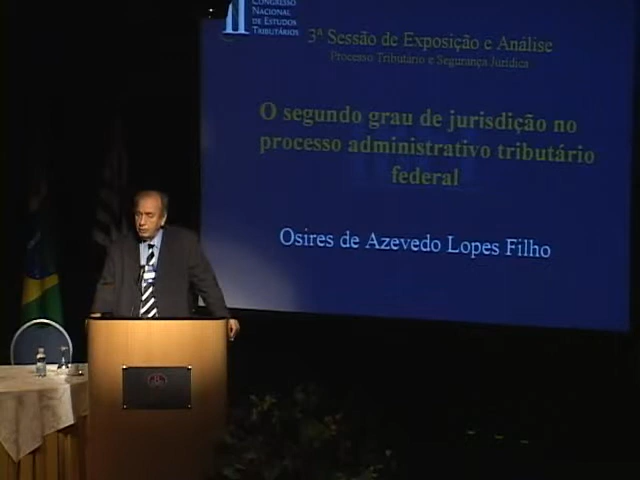 CONGRESSO
NACIONAL
DE ESTUDOS
TRIBUTÁRIOS
3ª Sessão de Exposição e Análise
Processo Tributário e Segurança Jurídica
O segundo grau de jurisdição no
processo administrativo tributário
federal
Osires de Azevedo Lopes Filho